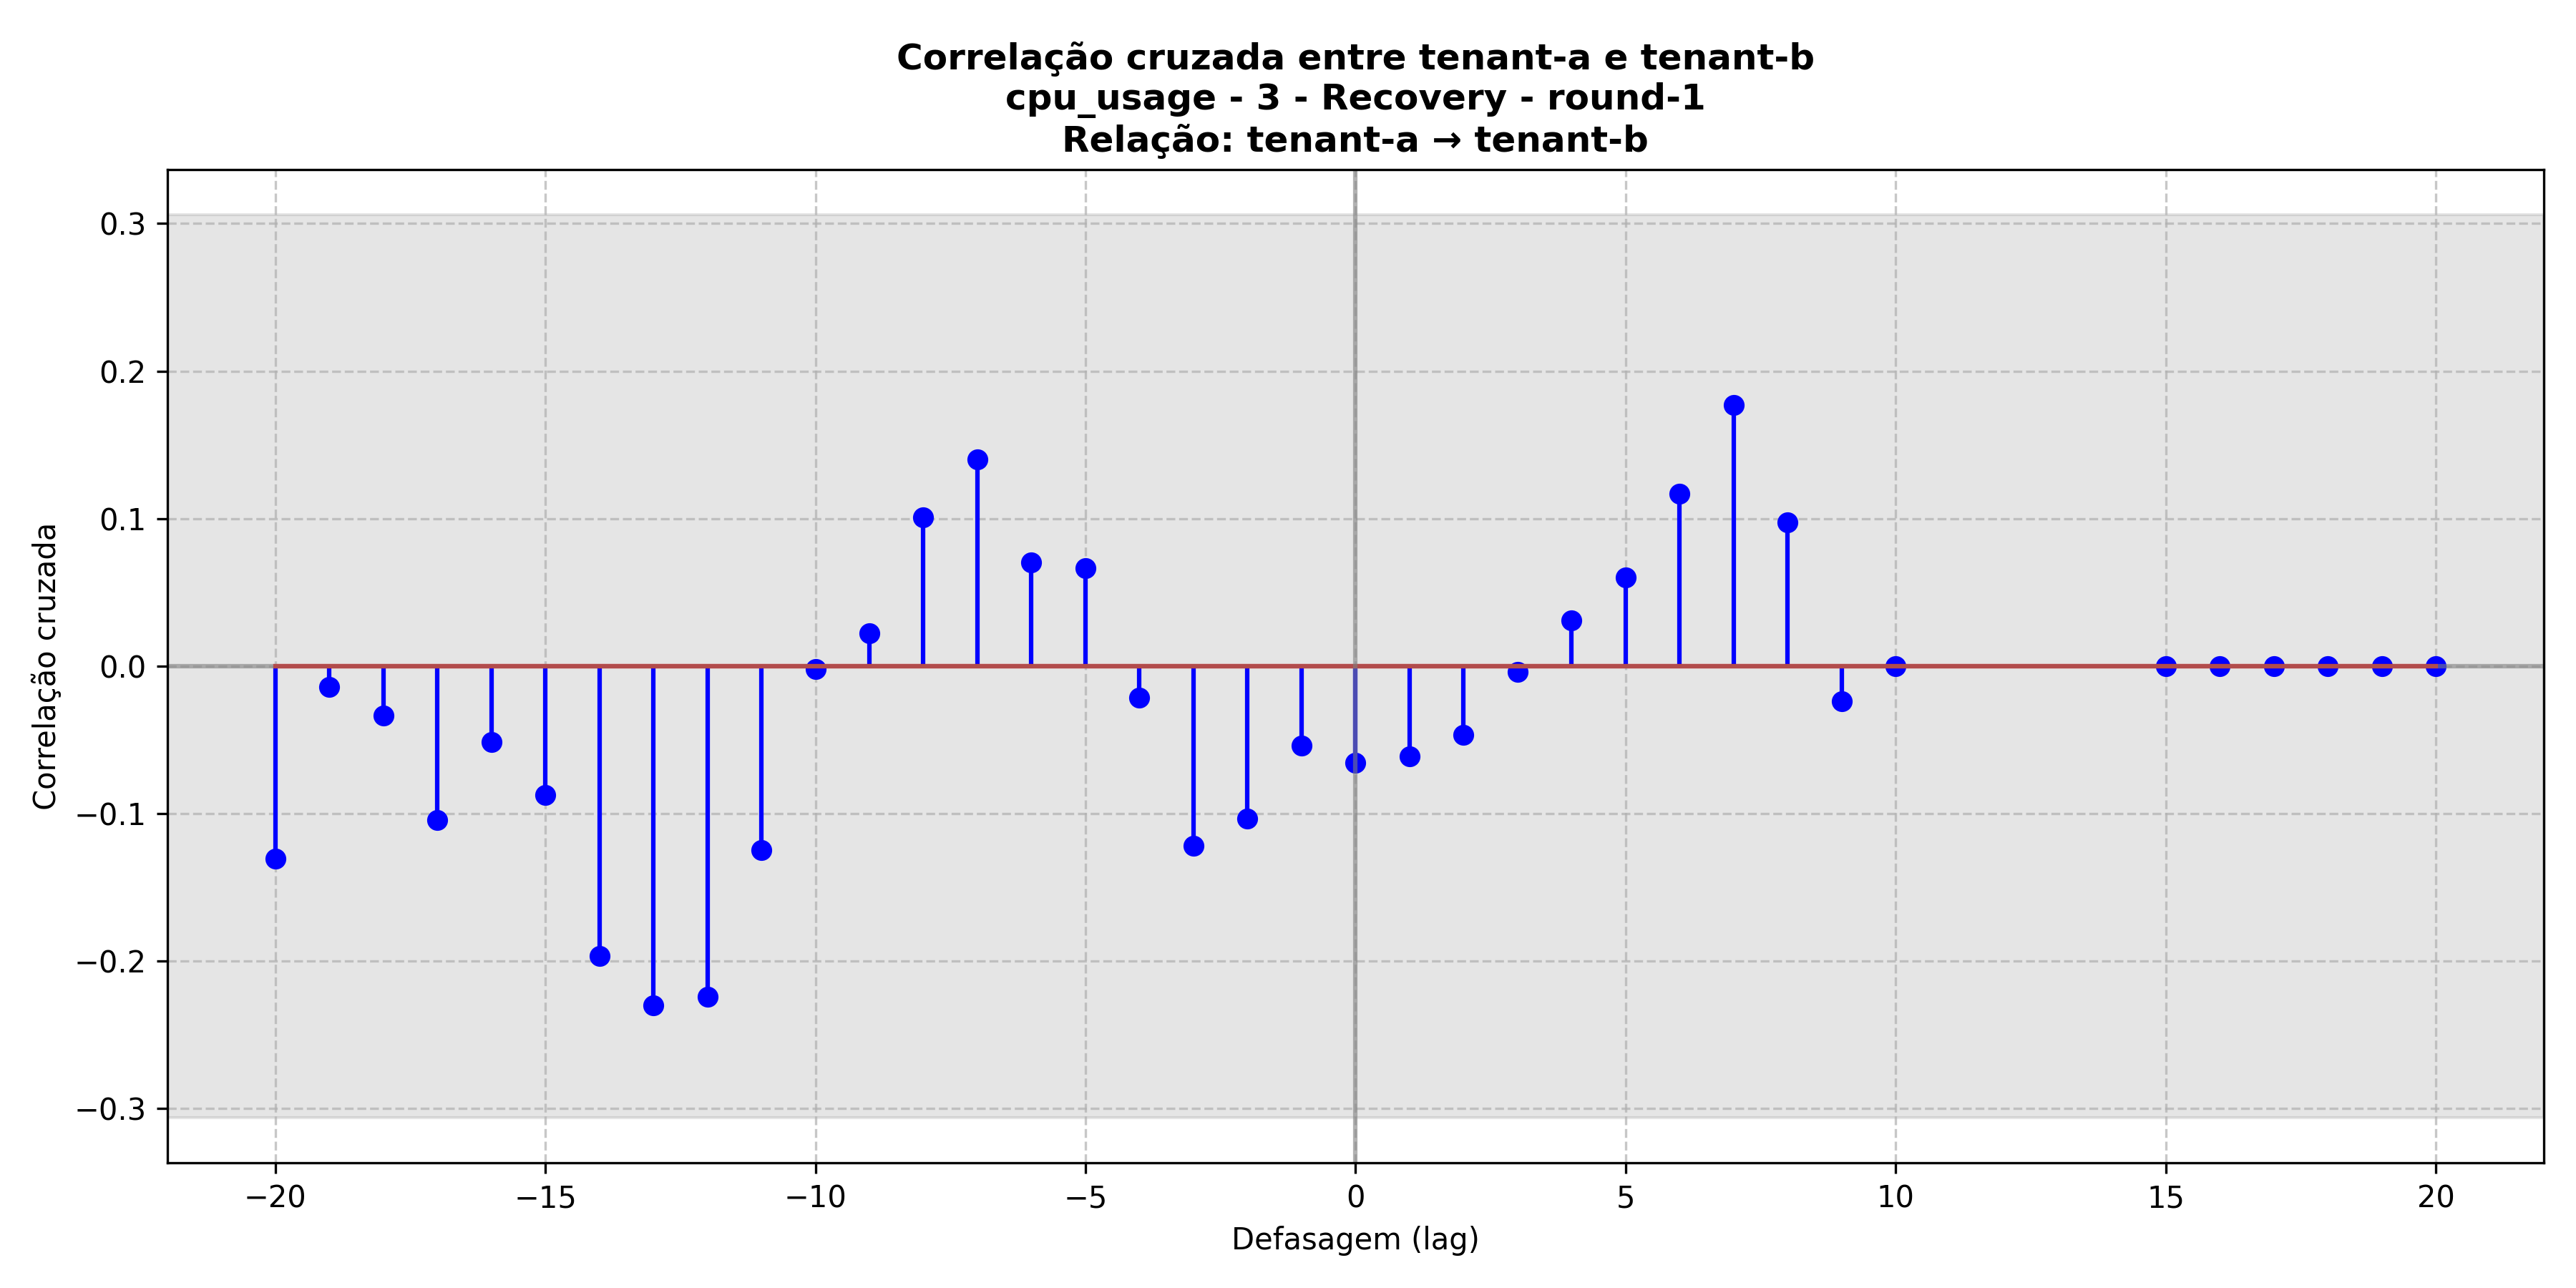 Correlação cruzada entre tenant-a e tenant-b
cpu_usage - 3 - Recovery - round-1
Relação: tenant-a → tenant-b
Correlação cruzada
0.3
0.2
0.1
0.0
−0.1
−0.2
−0.3
−20 −15 −10 −5 0 5 10 15 20
Defasagem (lag)